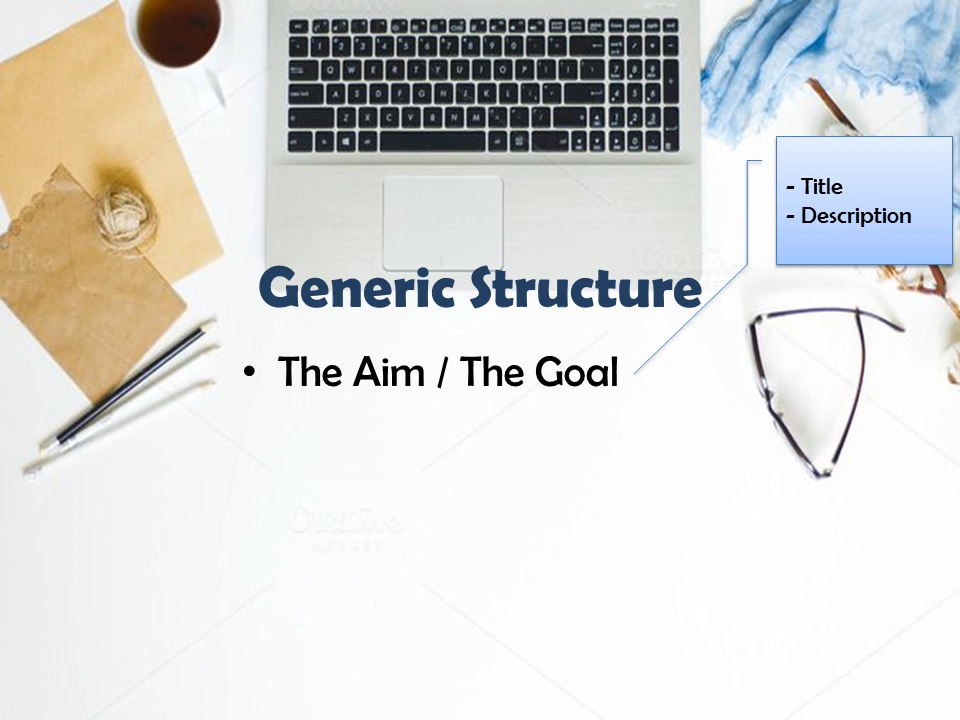 Generic Structure
• The Aim / The Goal
- Title
- Description